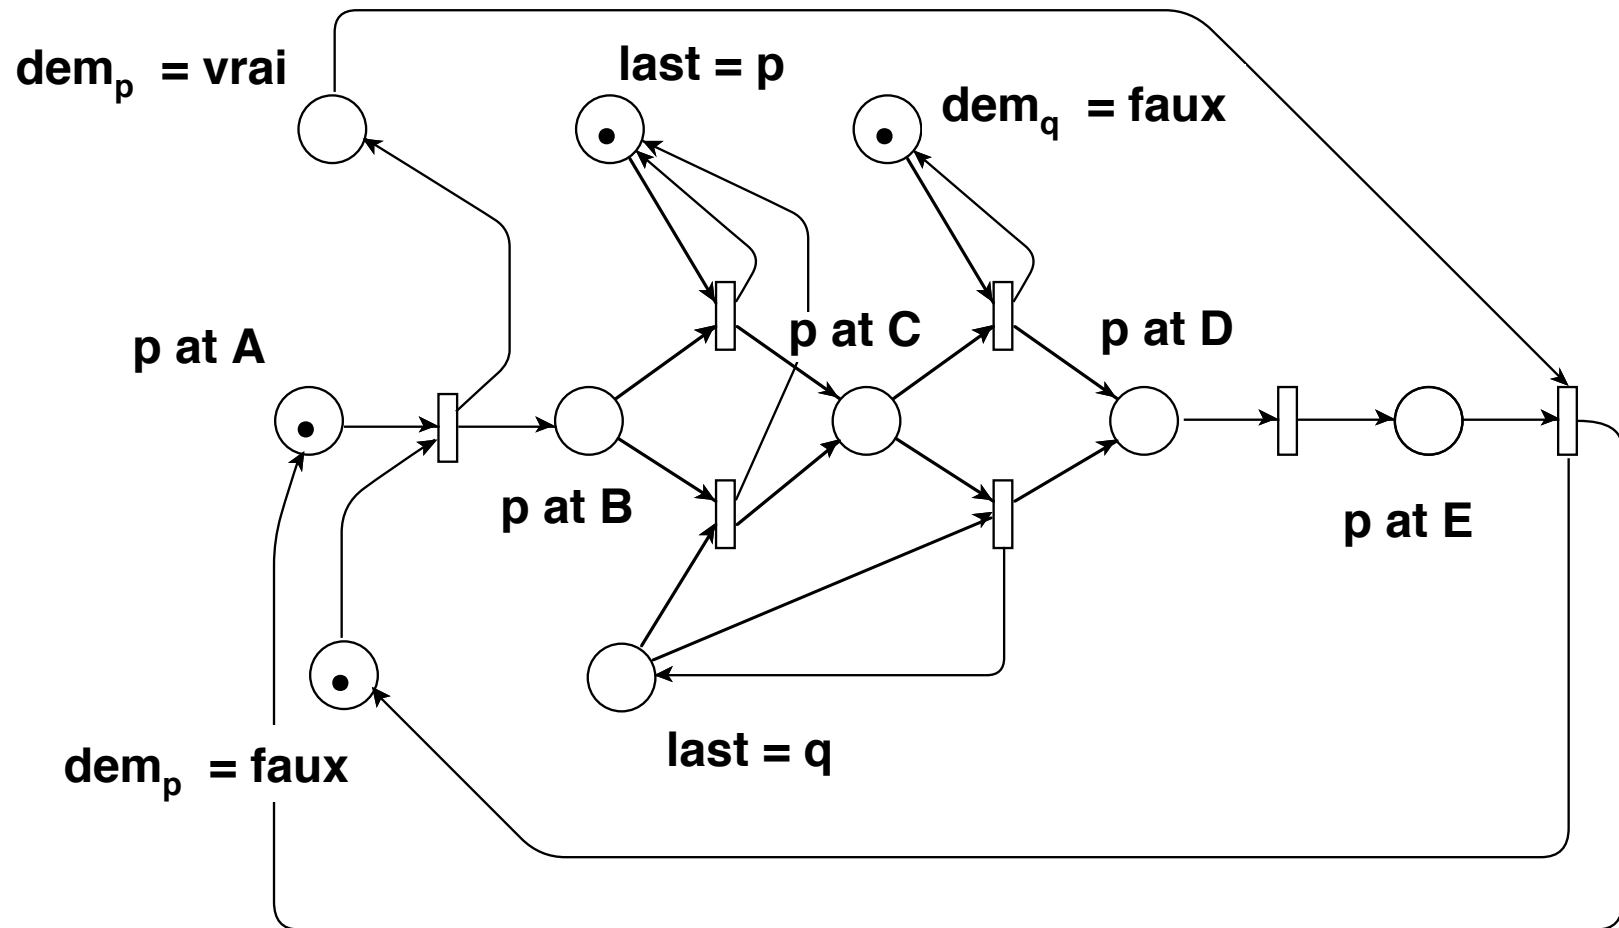 last = p
dem_p = vrai
dem_q = faux
p at A
p at C
p at D
p at B
p at E
last = q
dem_p = faux